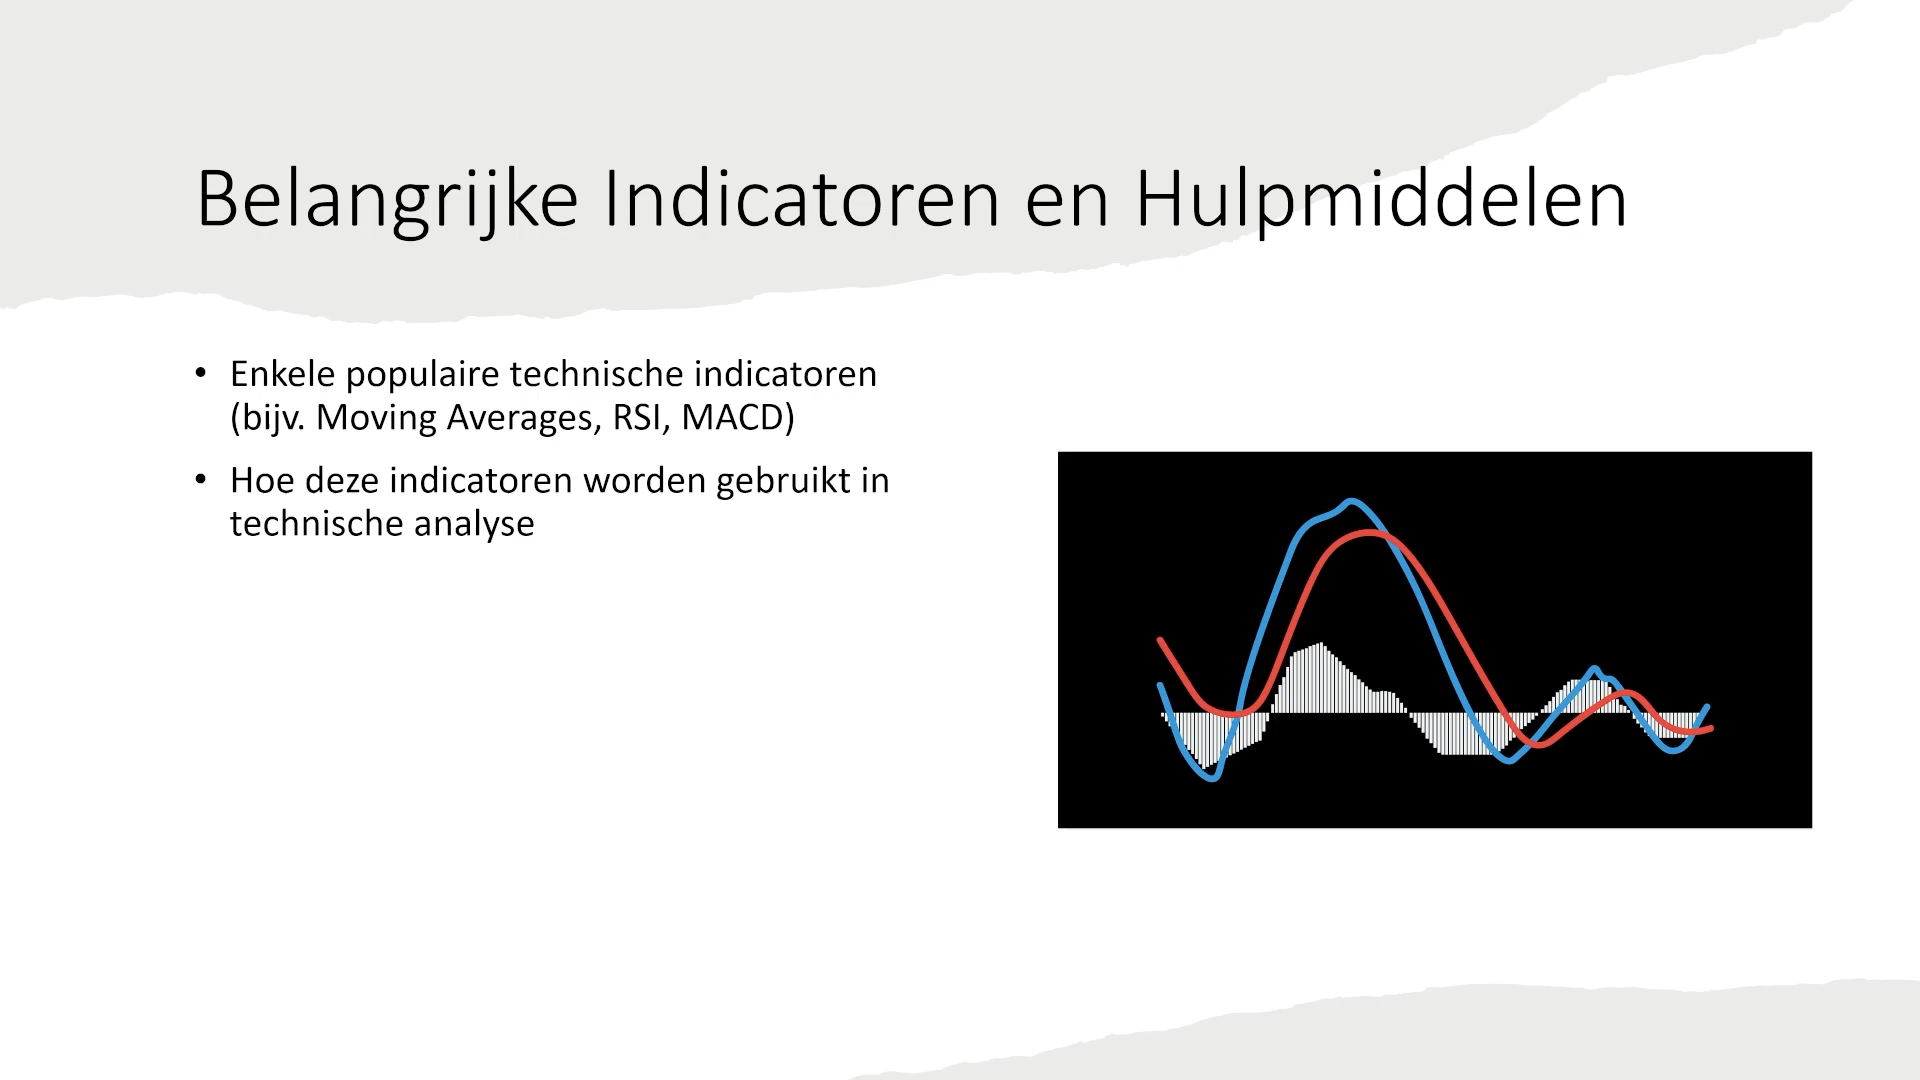 Belangrijke Indicatoren en Hulpmiddelen
• Enkele populaire technische indicatoren
(bijv. Moving Averages, RSI, MACD)
• Hoe deze indicatoren worden gebruikt in
technische analyse